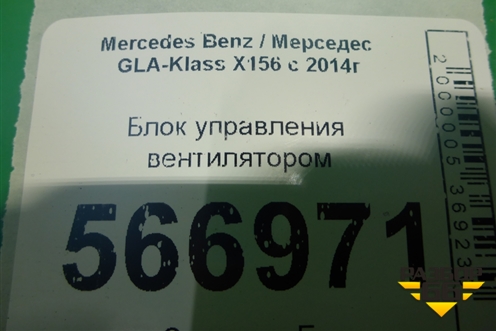 Mercedes Benz / Мерседес
GLA-Klass X156 с 2014г
Блок управления
вентилятором
566971